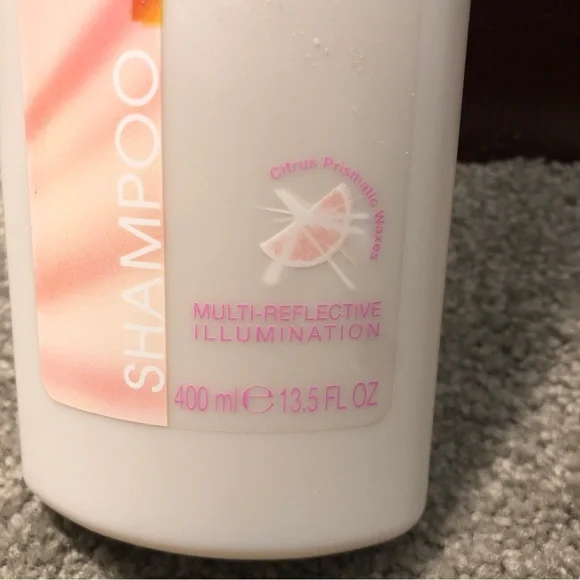 SHAMPOO
Citrus Prismatic Waxes
MULTI-REFLECTIVE
ILLUMINATION
400 ml e 13.5 FL OZ